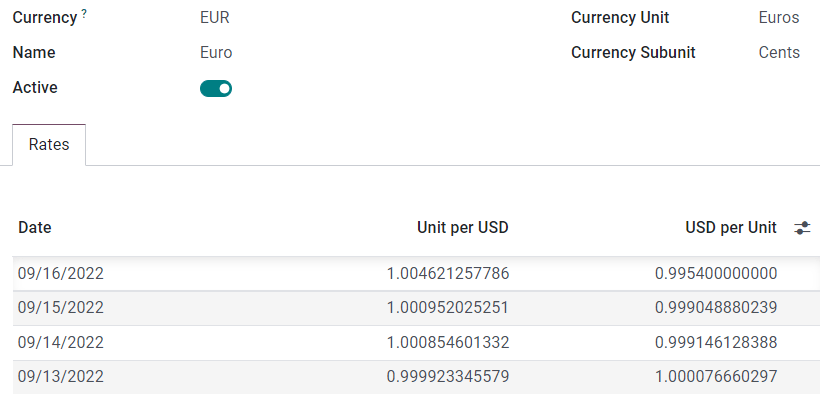 Currency ? EUR Currency Unit Euros
Name Euro Currency Subunit Cents
Active
Rates
Date Unit per USD USD per Unit
09/16/2022 1.004621257786 0.995400000000
09/15/2022 1.000952025251 0.999048880239
09/14/2022 1.000854601332 0.999146128388
09/13/2022 0.999923345579 1.000076660297